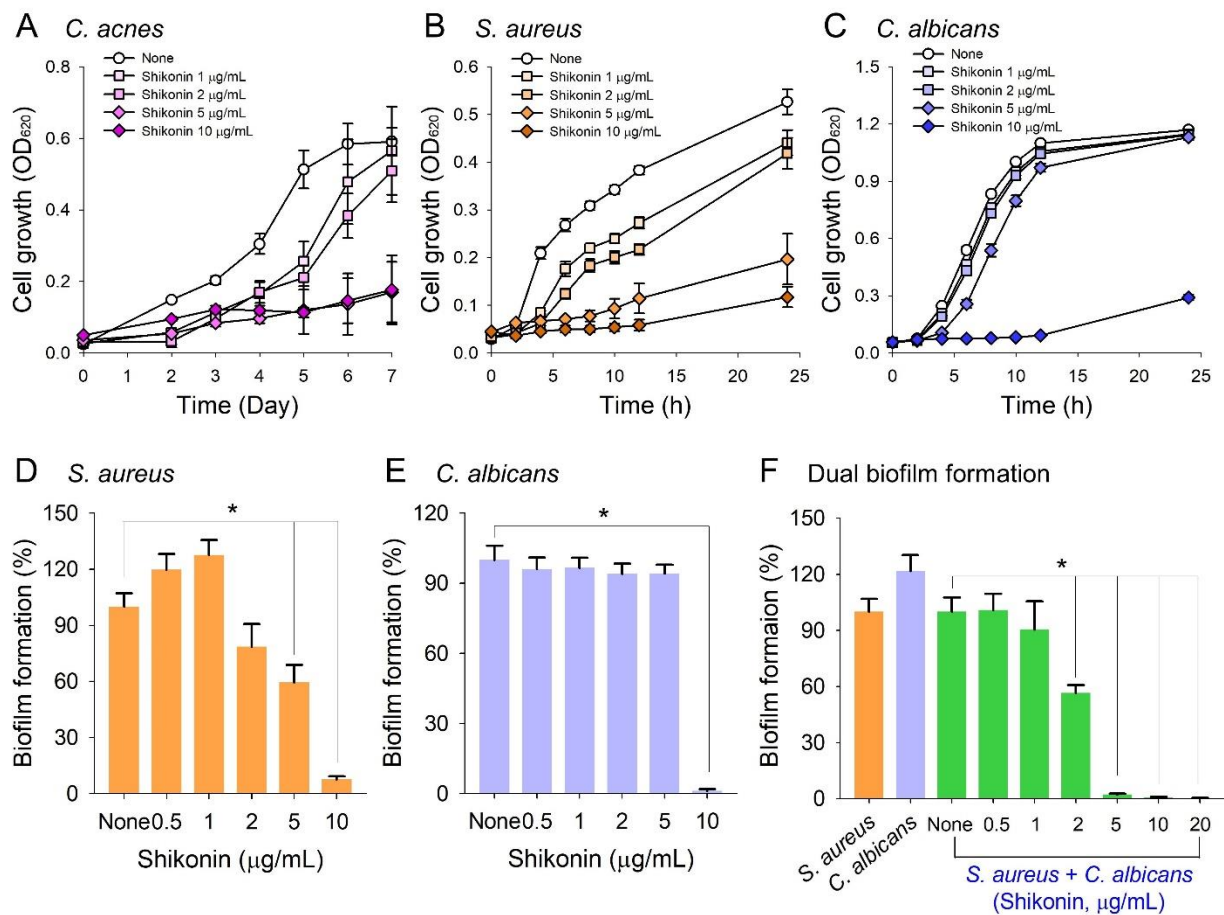 A C. acnes
None
Shikonin 1 μg/mL
Shikonin 2 μg/mL
Shikonin 5 μg/mL
Shikonin 10 μg/mL
Cell growth (OD620)
0.8
0.6
0.4
0.2
0.0
0 1 2 3 4 5 6 7
Time (Day)
B S. aureus
None
Shikonin 1 μg/mL
Shikonin 2 μg/mL
Shikonin 5 μg/mL
Shikonin 10 μg/mL
Cell growth (OD620)
0.6
0.5
0.4
0.3
0.2
0.1
0.0
0 5 10 15 20 25
Time (h)
C C. albicans
None
Shikonin 1 μg/mL
Shikonin 2 μg/mL
Shikonin 5 μg/mL
Shikonin 10 μg/mL
Cell growth (OD620)
1.5
1.2
0.9
0.6
0.3
0.0
0 5 10 15 20 25
Time (h)
D S. aureus
*
Biofilm formation (%)
150
120
90
60
30
0
None 0.5 1 2 5 10
Shikonin (μg/mL)
E C. albicans
*
Biofilm formation (%)
120
90
60
30
0
None 0.5 1 2 5 10
Shikonin (μg/mL)
F Dual biofilm formation
*
Blofilm formaion (%)
150
120
90
60
30
0
S. aureus
C. albicans
None 0.5 1 2 5 10 20
S. aureus + C. albicans
(Shikonin, μg/mL)